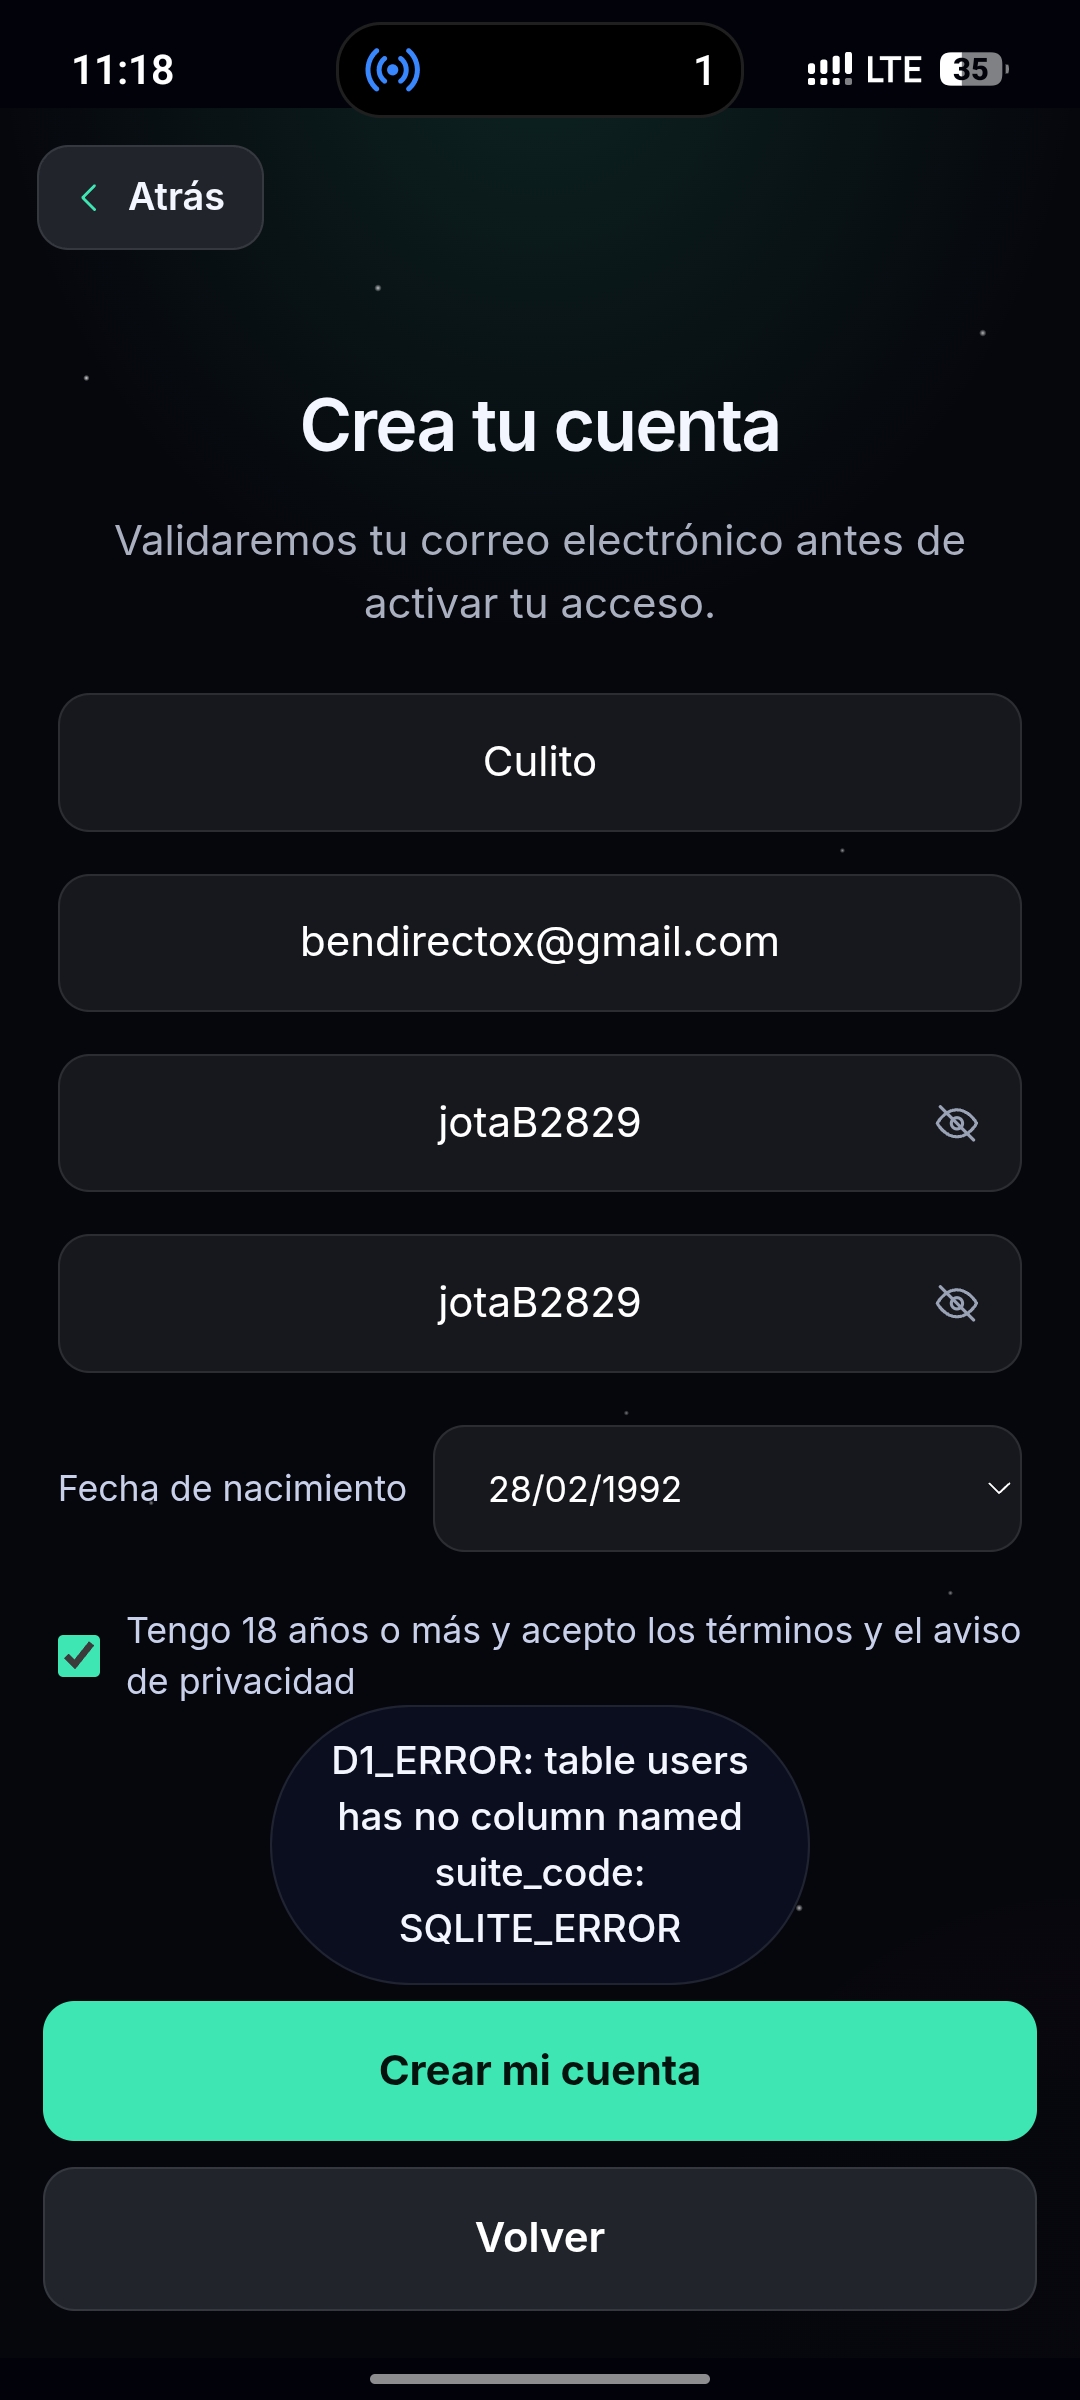 11:18
1
LTE
35
Atrás
Crea tu cuenta
Validaremos tu correo electrónico antes de
activar tu acceso.
Culito
bendirectox@gmail.com
jotaB2829
jotaB2829
Fecha de nacimiento
28/02/1992
Tengo 18 años o más y acepto los términos y el aviso
de privacidad
D1_ERROR: table users
has no column named
suite_code:
SQLITE_ERROR
Crear mi cuenta
Volver